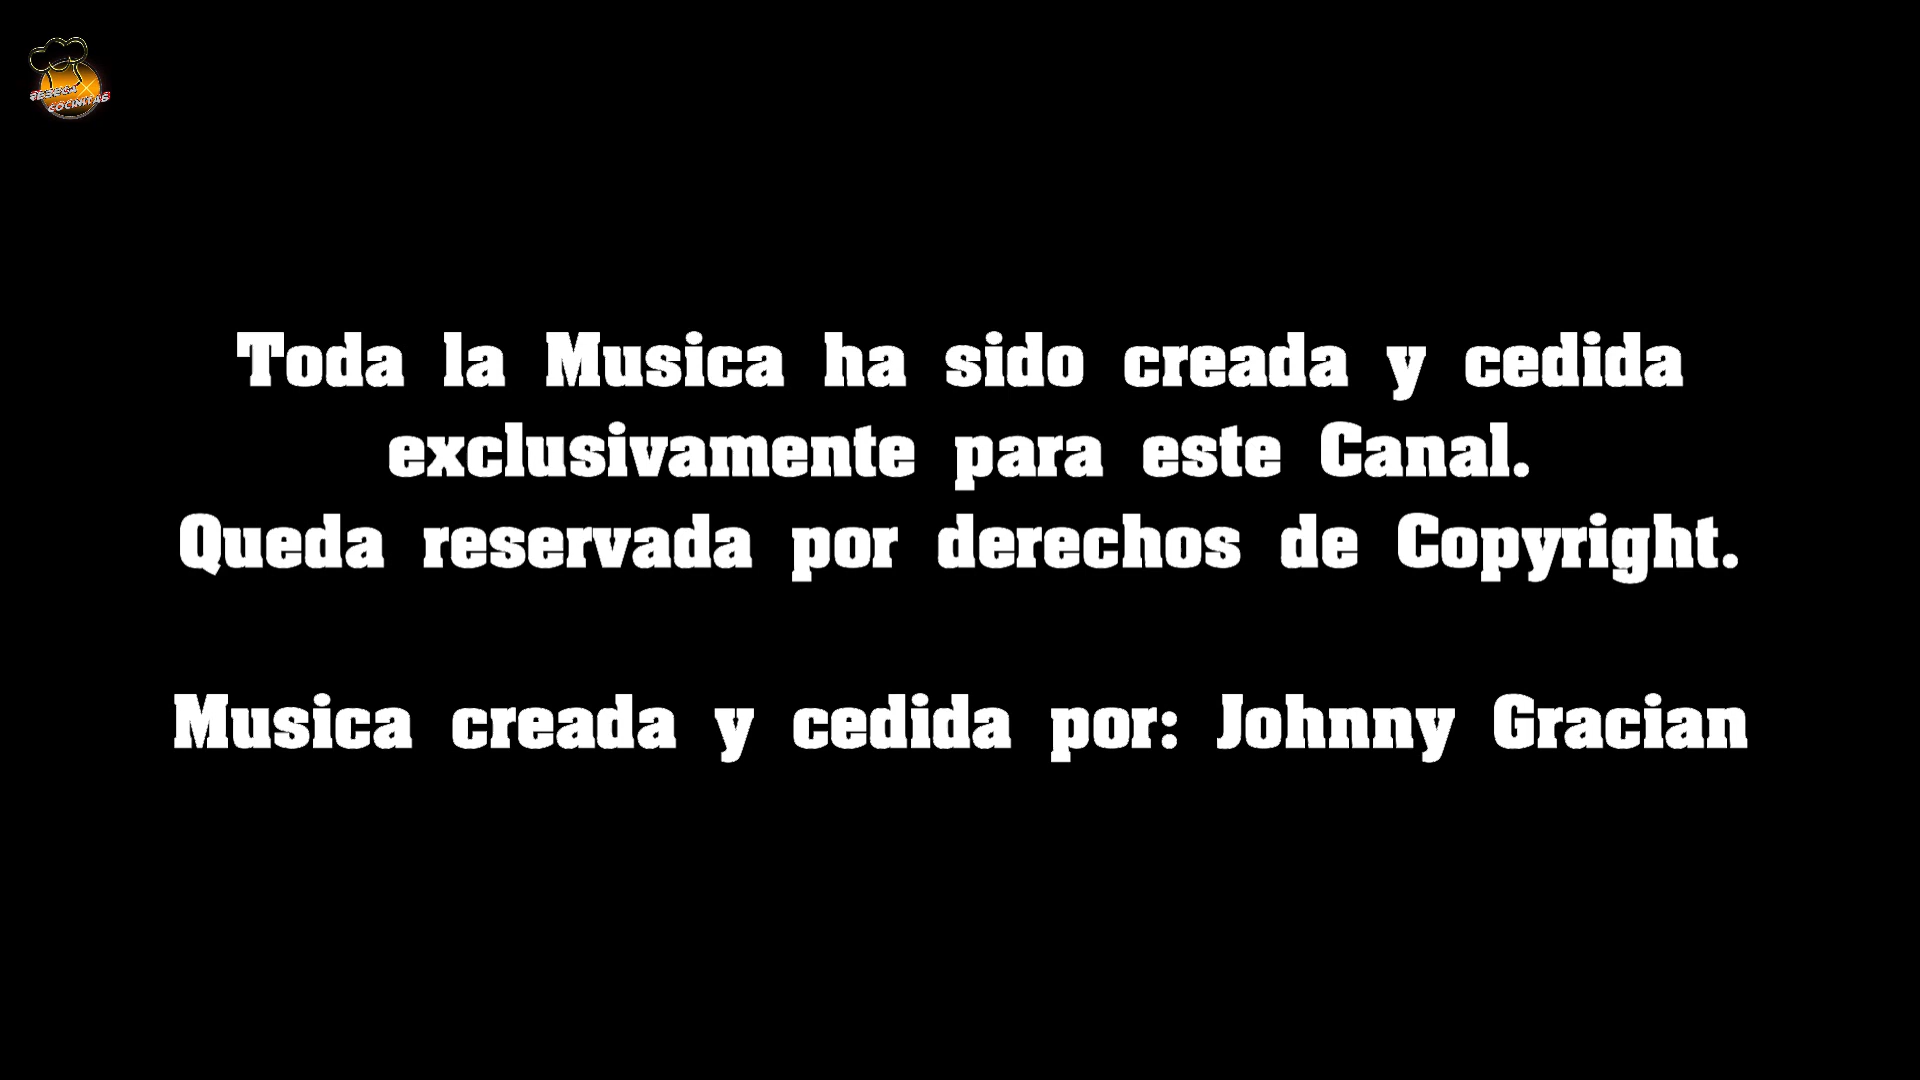 COCINITAS
Toda la Musica ha sido creada y cedida
exclusivamente para este Canal.
Queda reservada por derechos de Copyright.
Musica creada y cedida por: Johnny Gracian